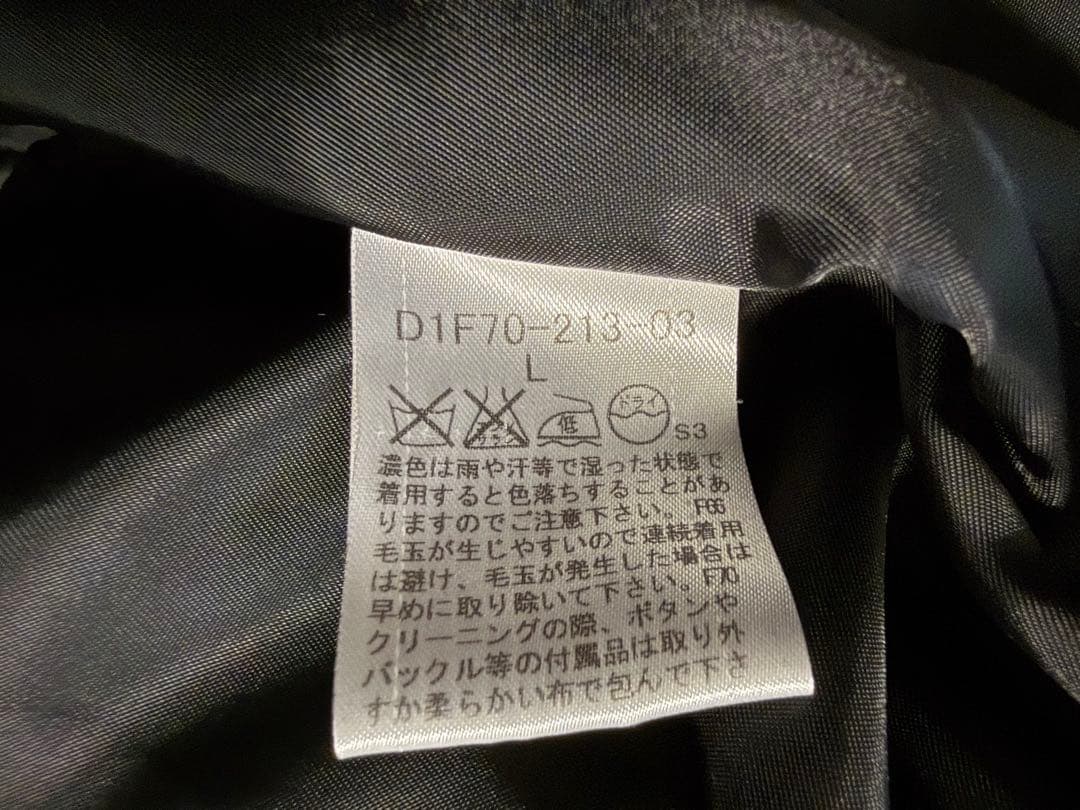 D1F70-213-03
L
低 ドライ S3
濃色は雨や汗等で湿った状態で
着用すると色落ちすることがあ
りますのでご注意下さい。F66
毛玉が生じやすいので連続着用
は避け、毛玉が発生した場合は
早めに取り除いて下さい。F70
クリーニングの際、ボタンや
バックル等の付属品は取り外
すか柔らかい布で包んで下さ